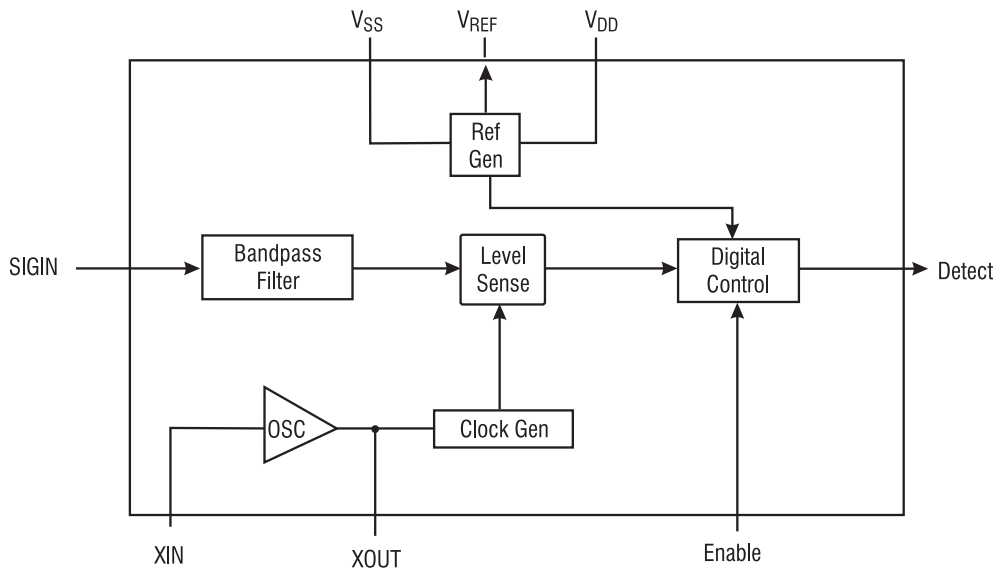 VSS
VREF
VDD
Ref
Gen
SIGIN
Bandpass
Filter
Level
Sense
Digital
Control
Detect
OSC
Clock Gen
XIN
XOUT
Enable